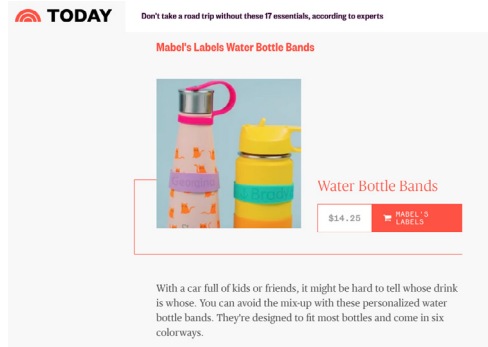 TODAY
Don't take a road trip without these 17 essentials, according to experts
Mabel's Labels Water Bottle Bands
Georgina
Brady
Water Bottle Bands
$14.25
MABEL'S
LABELS
With a car full of kids or friends, it might be hard to tell whose drink
is whose. You can avoid the mix-up with these personalized water
bottle bands. They're designed to fit most bottles and come in six
colorways.